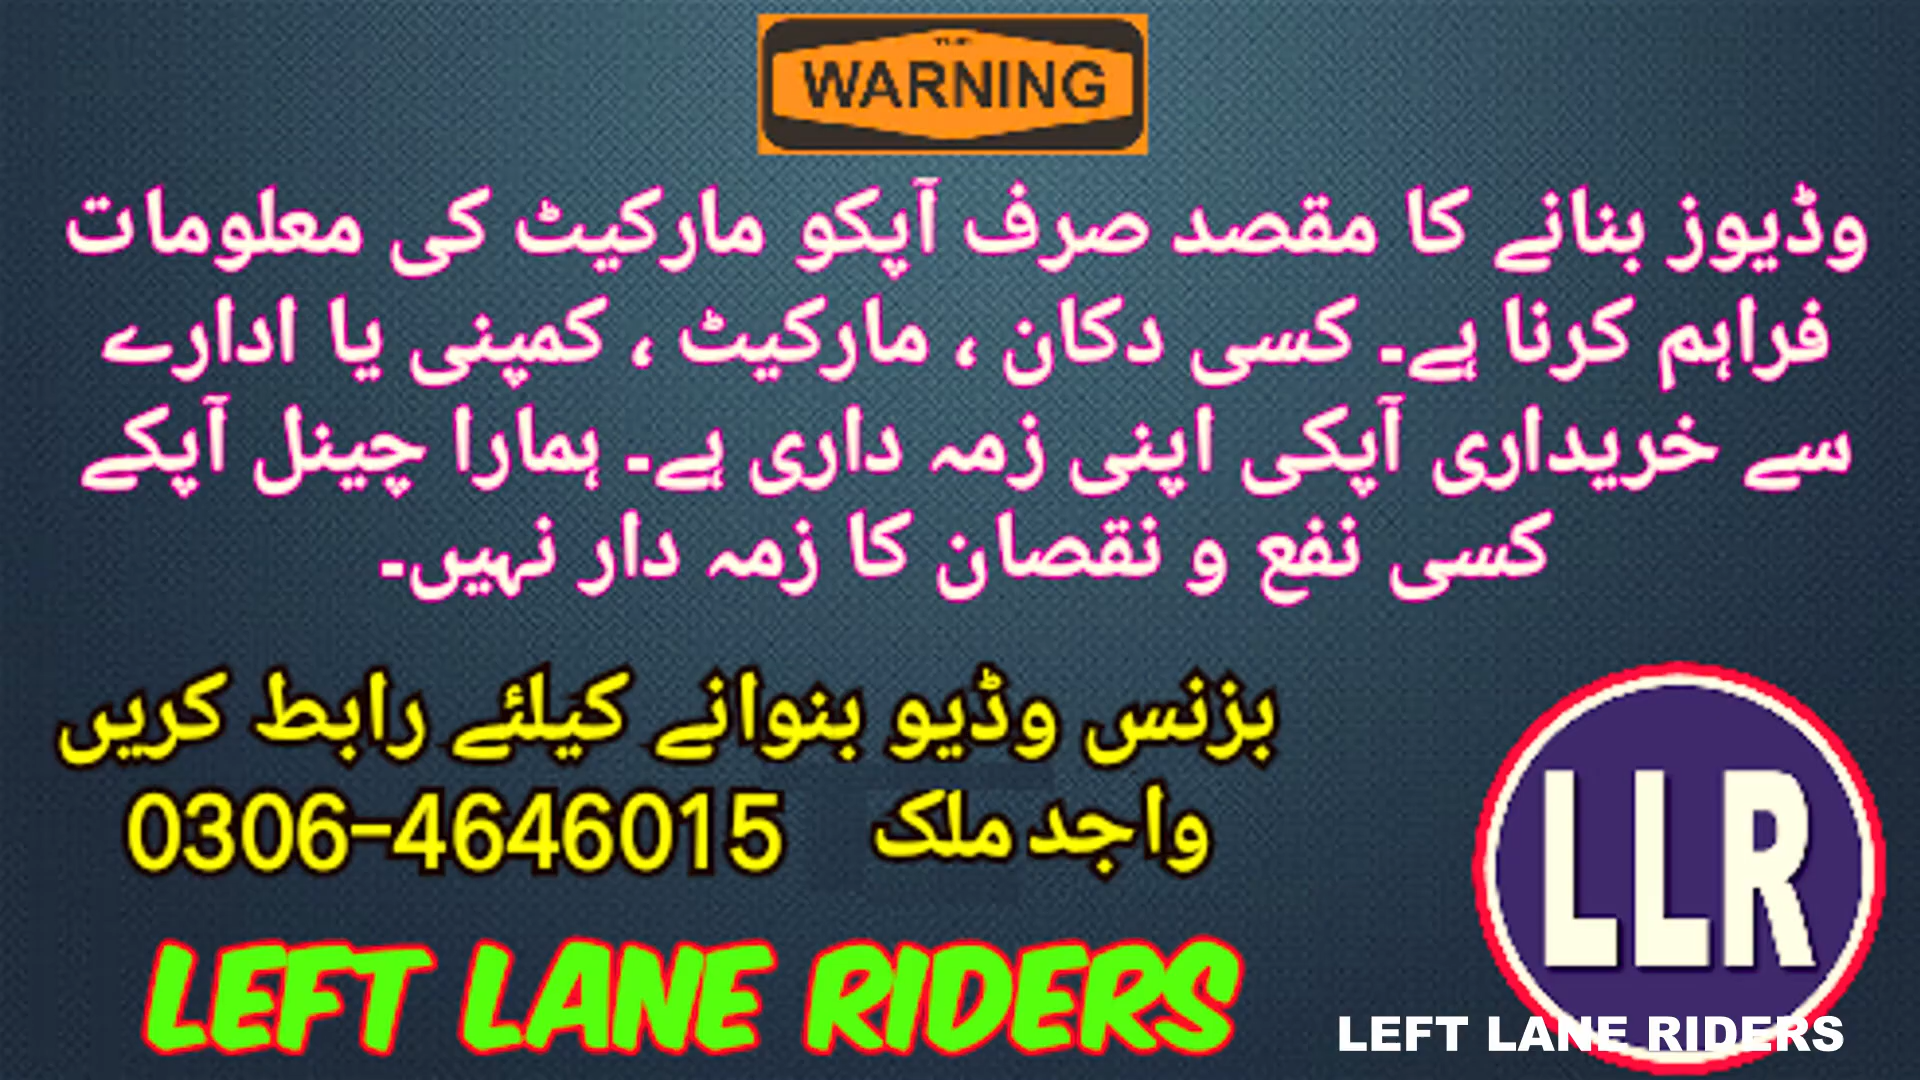 WARNING
وڈیوز بنانے کا مقصد صرف آپکو مارکیٹ کی معلومات
فراہم کرنا ہے۔ کسی دکان ، مارکیٹ ، کمپنی یا ادارے
سے خریداری آپکی اپنی زمہ داری ہے۔ ہمارا چینل آپکے
کسی نفع و نقصان کا زمہ دار نہیں۔
بزنس وڈیو بنوانے کیلئے رابط کریں
واجد ملک 0306-4646015
LEFT LANE RIDERS
LLR
LEFT LANE RIDERS